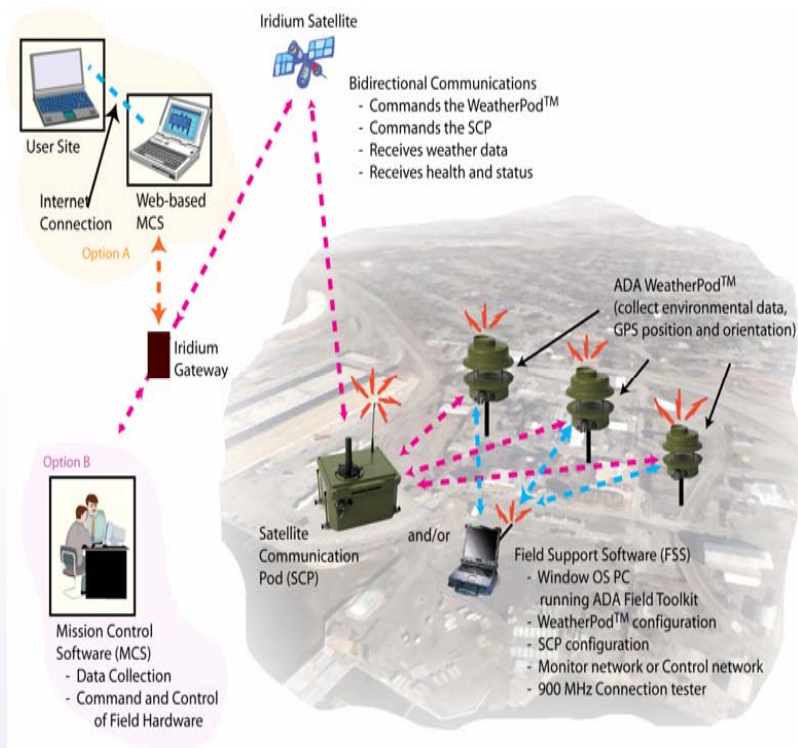 Iridium Satellite
Bidirectional Communications
- Commands the WeatherPod™
- Commands the SCP
- Receives weather data
- Receives health and status
User Site
Internet
Connection
Web-based
MCS
Option A
Iridium
Gateway
ADA WeatherPod™
(collect environmental data,
GPS position and orientation)
Option B
Mission Control
Software (MCS)
- Data Collection
- Command and Control
of Field Hardware
Satellite
Communication
Pod (SCP)
and/or
Field Support Software (FSS)
- Window OS PC
running ADA Field Toolkit
- WeatherPod™ configuration
- SCP configuration
- Monitor network or Control network
- 900 MHz Connection tester